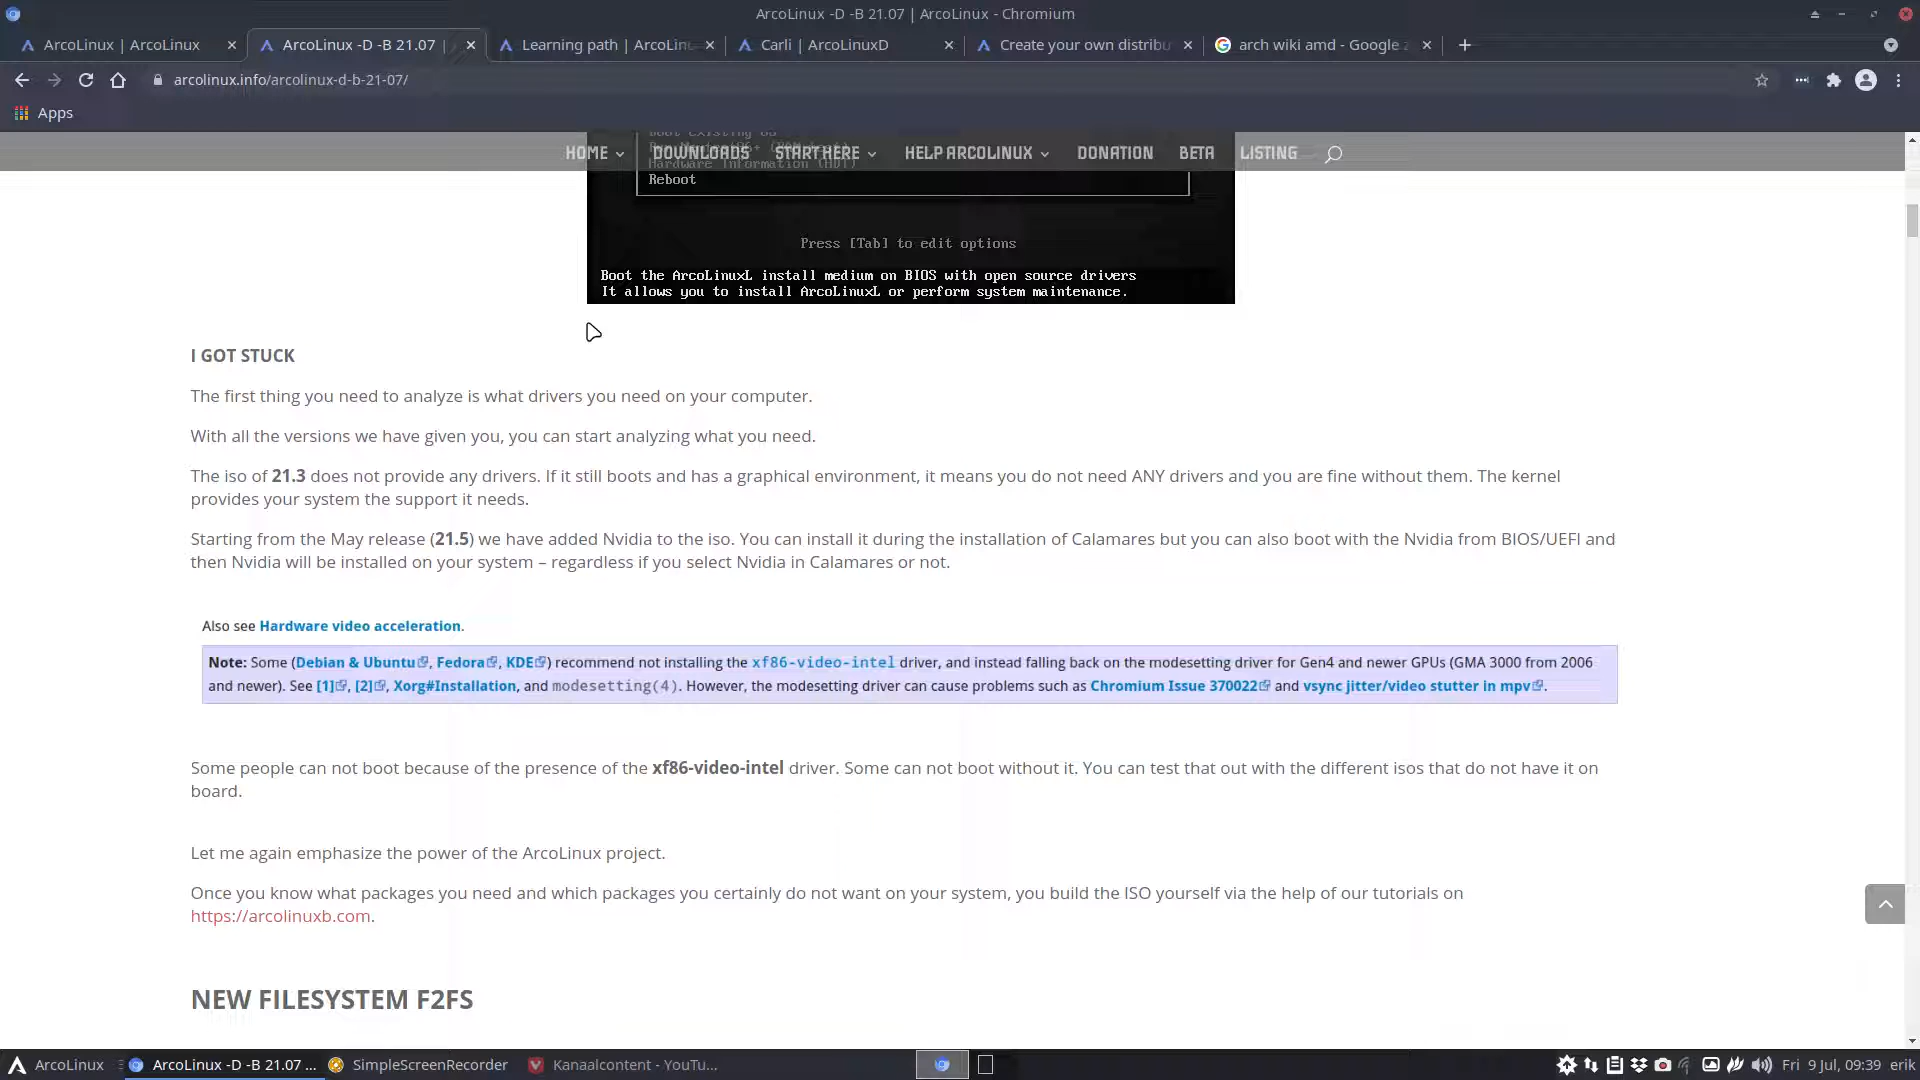 ArcoLinux -D -B 21.07 | ArcoLinux - Chromium
ArcoLinux | ArcoLinux
ArcoLinux -D -B 21.07 |
Learning path | ArcoLinu
Carli | ArcoLinuxD
Create your own distribu
arch wiki amd - Google
arcolinux.info/arcolinux-d-b-21-07/
Apps
Boot existing OS
Hardware Information (HDT)
HOME DOWNLOADS START HERE HELP ARCOLINUX DONATION BETA LISTING
Reboot
Press [Tab] to edit options
Boot the ArcoLinuxL install medium on BIOS with open source drivers
It allows you to install ArcoLinuxL or perform system maintenance.
I GOT STUCK
The first thing you need to analyze is what drivers you need on your computer.
With all the versions we have given you, you can start analyzing what you need.
The iso of 21.3 does not provide any drivers. If it still boots and has a graphical environment, it means you do not need ANY drivers and you are fine without them. The kernel
provides your system the support it needs.
Starting from the May release (21.5) we have added Nvidia to the iso. You can install it during the installation of Calamares but you can also boot with the Nvidia from BIOS/UEFI and
then Nvidia will be installed on your system – regardless if you select Nvidia in Calamares or not.
Also see Hardware video acceleration.
Note: Some (Debian & Ubuntu, Fedora, KDE) recommend not installing the xf86-video-intel driver, and instead falling back on the modesetting driver for Gen4 and newer GPUs (GMA 3000 from 2006
and newer). See [1], [2], Xorg#Installation, and modesetting(4). However, the modesetting driver can cause problems such as Chromium Issue 370022 and vsync jitter/video stutter in mpv.
Some people can not boot because of the presence of the xf86-video-intel driver. Some can not boot without it. You can test that out with the different isos that do not have it on
board.
Let me again emphasize the power of the ArcoLinux project.
Once you know what packages you need and which packages you certainly do not want on your system, you build the ISO yourself via the help of our tutorials on
https://arcolinuxb.com.
NEW FILESYSTEM F2FS
ArcoLinux
ArcoLinux -D -B 21.07 ...
SimpleScreenRecorder
Kanaalcontent - YouTu...
Fri 9 Jul, 09:39 erik